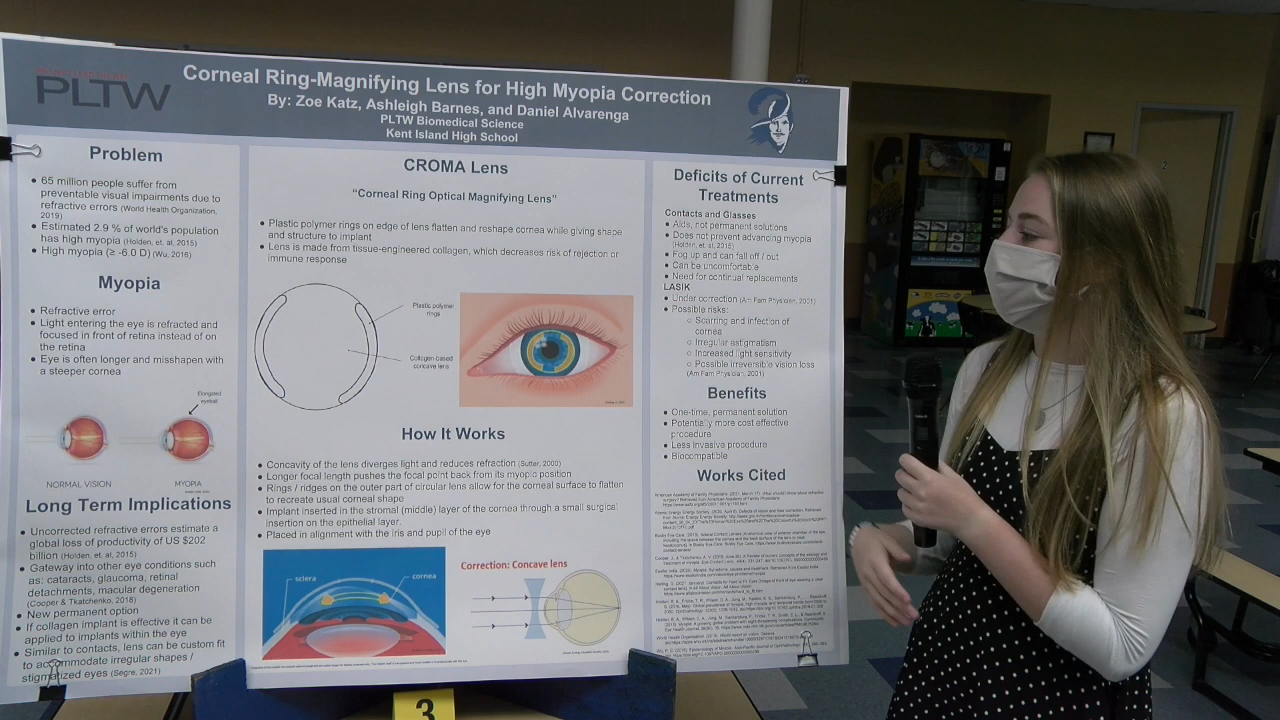 PLTW
Corneal Ring-Magnifying Lens for High Myopia Correction
By: Zoe Katz, Ashleigh Barnes, and Daniel Alvarenga
PLTW Biomedical Science
Kent Island High School
Problem
• 65 million people suffer from
preventable visual impairments due to
refractive errors (World Health Organization,
2019)
• Estimated 2.9 % of world's population
has high myopia (Holden, et. al, 2015)
• High myopia (≥ -6.0 D) (Wu, 2015)
Myopia
• Refractive error
• Light entering the eye is refracted and
focused in front of retina instead of on
the retina
• Eye is often longer and misshapen with
a steeper cornea
Elongated
eyeball
NORMAL VISION
MYOPIA
Long Term Implications
• Uncorrected refractive errors estimate a
global loss of productivity of US $202
billion (Holden, et. al, 2015)
• Gateway into other eye conditions such
as: cataracts, glaucoma, retinal
detachments, macular degeneration
(Cooper & Tkatchenko, 2018)
• New permanent option
• If collagen implant is effective it can be
applied to implants within the eye
• Similar to contacts, lens can be custom fit
to accommodate irregular shapes /
stigmatized eyes (Segre, 2021)
CROMA Lens
"Corneal Ring Optical Magnifying Lens"
• Plastic polymer rings on edge of lens flatten and reshape cornea while giving shape
and structure to implant
• Lens is made from tissue-engineered collagen, which decreases risk of rejection or
immune response
Plastic polymer
rings
Collagen-based
concave lens
How It Works
• Concavity of the lens diverges light and reduces refraction (Sutter, 2000)
• Longer focal length pushes the focal point back from its myopic position
• Rings / ridges on the outer part of circular lens allow for the corneal surface to flatten
to recreate usual corneal shape
• Implant inserted in the stromal (middle) layer of the cornea through a small surgical
insertion on the epithelial layer.
• Placed in alignment with the iris and pupil of the eye
sclera
cornea
Correction: Concave lens
Deficits of Current
Treatments
Contacts and Glasses
• Aids, not permanent solutions
• Does not prevent advancing myopia
(Holden, et. al, 2015)
• Fog up and can fall off / out
• Can be uncomfortable
• Need for continual replacements
LASIK
• Under correction (Am Fam Physician, 2001)
• Possible risks:
○ Scarring and infection of
cornea
○ Irregular astigmatism
○ Increased light sensitivity
○ Possible irreversible vision loss
(Am Fam Physician, 2001)
Benefits
• One-time, permanent solution
• Potentially more cost effective
procedure
• Less invasive procedure
• Biocompatible
Works Cited
3
2